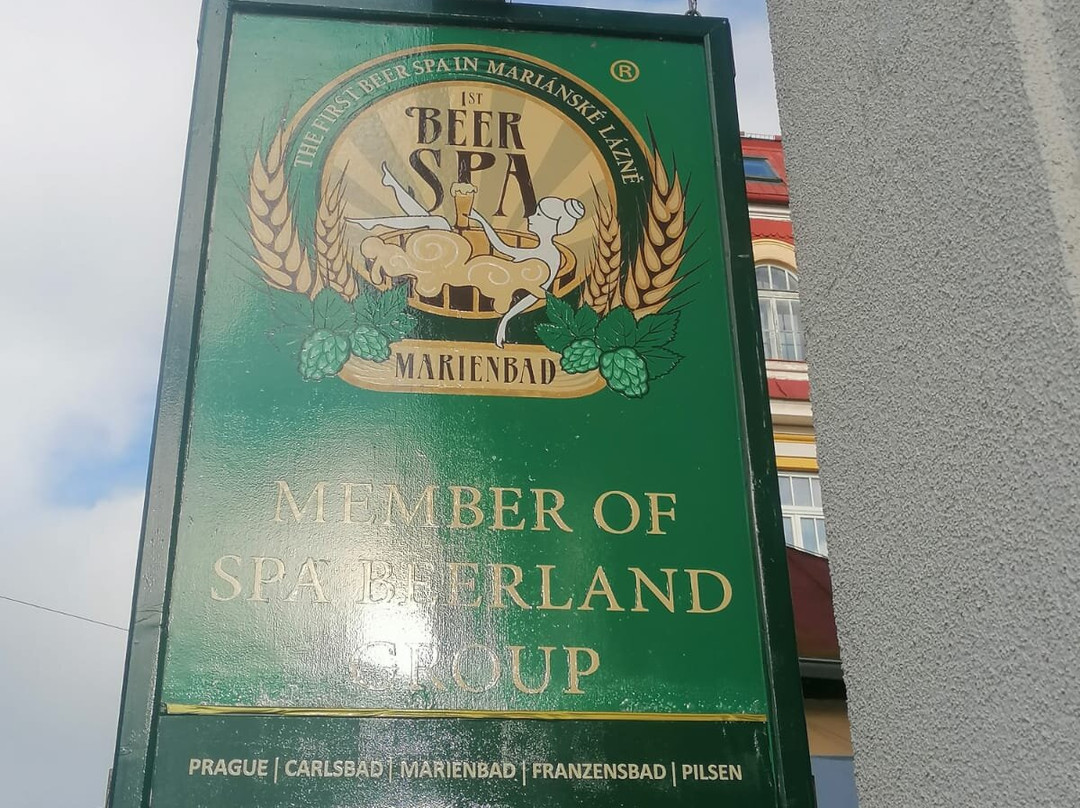 THE FIRST BEER SPA IN MARIÁNSKÉ LÁZNĚ
®
1ST
BEER
SPA
MARIENBAD
MEMBER OF
SPA BEERLAND
GROUP
PRAGUE | CARLSBAD | MARIENBAD | FRANZENSBAD | PILSEN